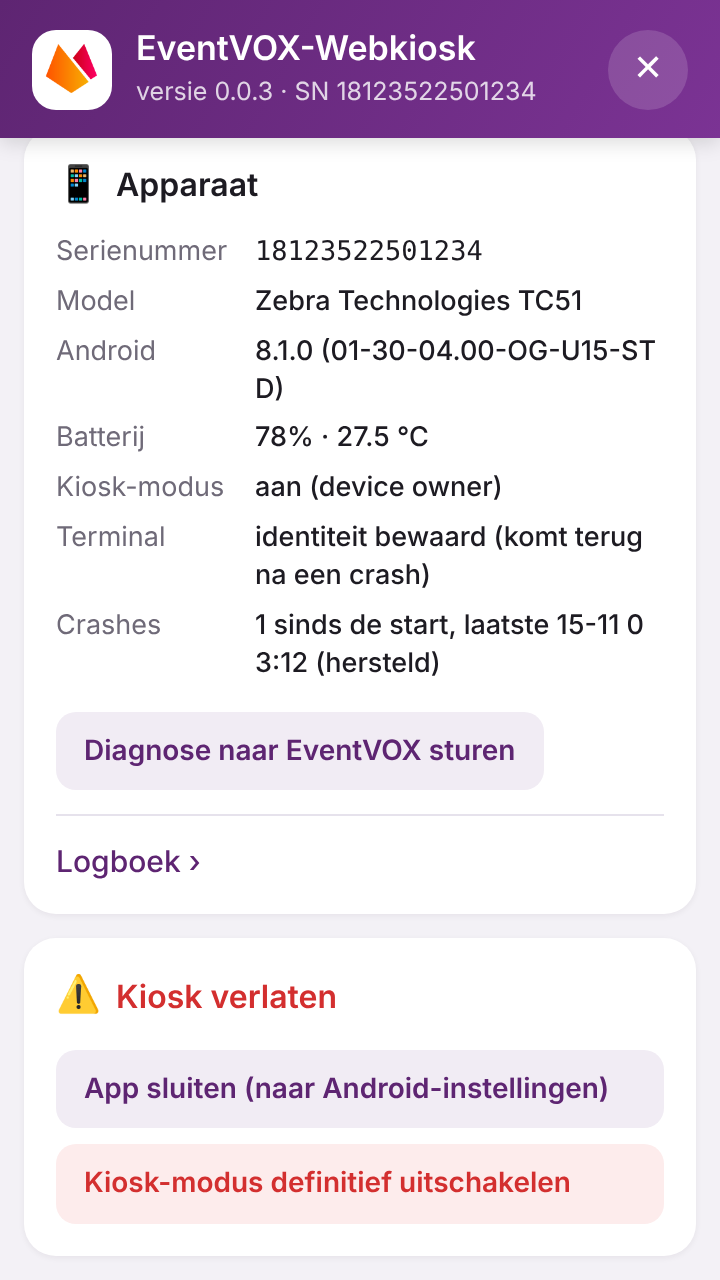 EventVOX-Webkiosk
versie 0.0.3 · SN 18123522501234
Apparaat
Serienummer 18123522501234
Model Zebra Technologies TC51
Android 8.1.0 (01-30-04.00-OG-U15-ST
D)
Batterij 78% · 27.5 °C
Kiosk-modus aan (device owner)
Terminal identiteit bewaard (komt terug
na een crash)
Crashes 1 sinds de start, laatste 15-11 0
3:12 (hersteld)
Diagnose naar EventVOX sturen
Logboek ›
Kiosk verlaten
App sluiten (naar Android-instellingen)
Kiosk-modus definitief uitschakelen